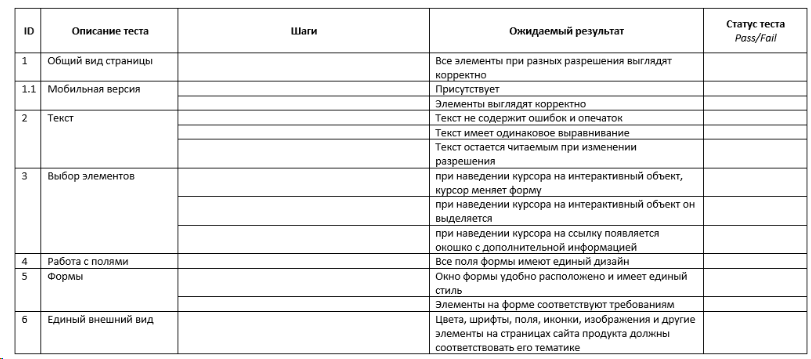 ID Описание теста Шаги Ожидаемый результат Статус теста
Pass/Fail
1 Общий вид страницы Все элементы при разных разрешения выглядят
корректно
1.1 Мобильная версия Присутствует
Элементы выглядят корректно
2 Текст Текст не содержит ошибок и опечаток
Текст имеет одинаковое выравнивание
Текст остается читаемым при изменении
разрешения
3 Выбор элементов при наведении курсора на интерактивный объект,
курсор меняет форму
при наведении курсора на интерактивный объект он
выделяется
при наведении курсора на ссылку появляется
окошко с дополнительной информацией
4 Работа с полями Все поля формы имеют единый дизайн
5 Формы Окно формы удобно расположено и имеет единый
стиль
Элементы на форме соответствуют требованиям
6 Единый внешний вид Цвета, шрифты, поля, иконки, изображения и другие
элементы на страницах сайта продукта должны
соответствовать его тематике